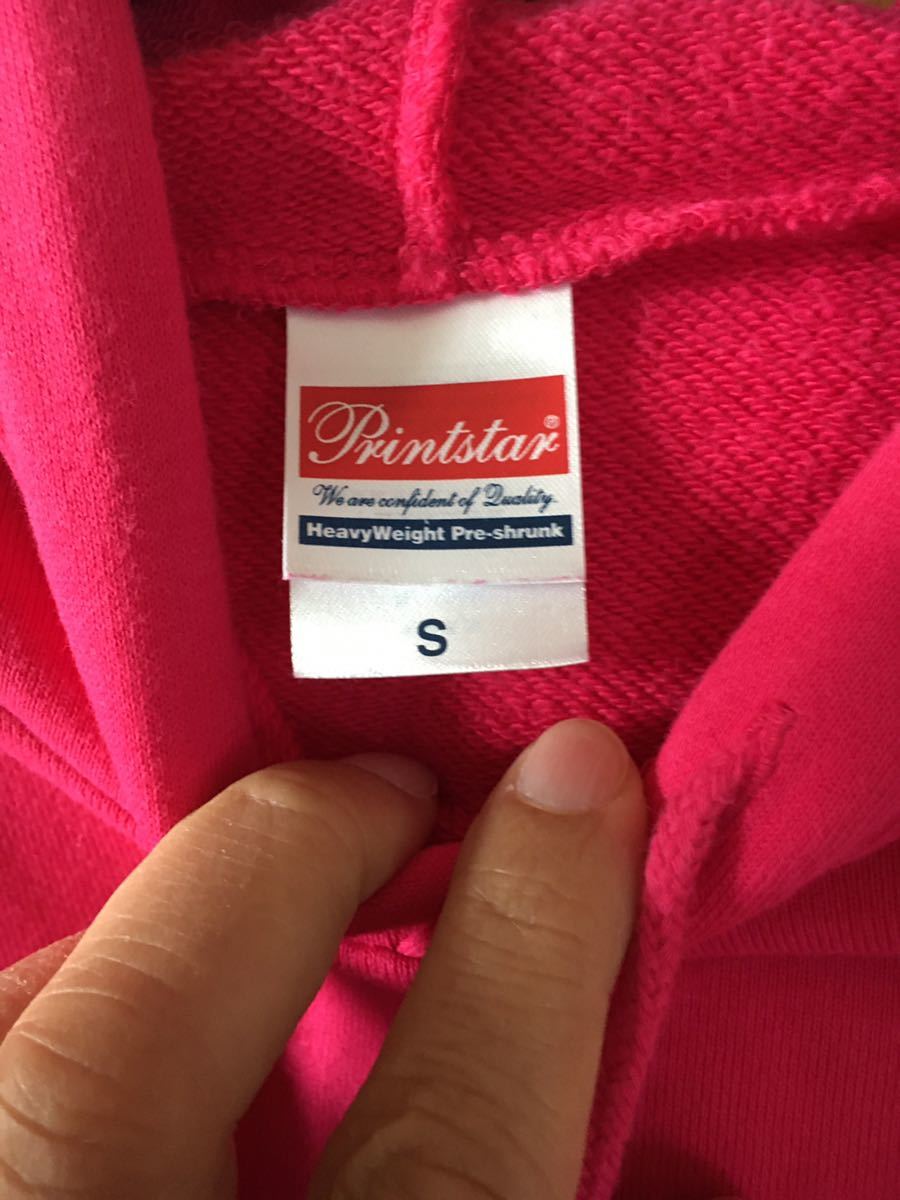 Printstar®
We are confident of Quality.
HeavyWeight Pre-shrunk
S